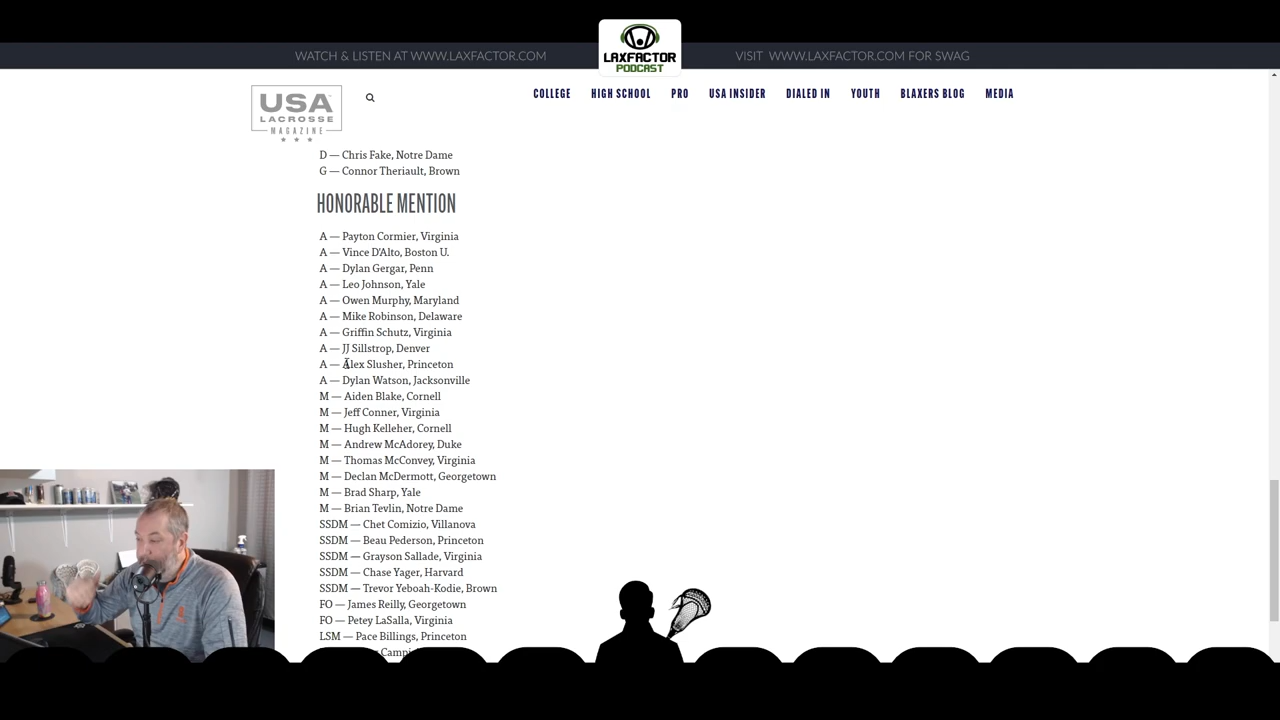 WATCH & LISTEN AT WWW.LAXFACTOR.COM
LAXFACTOR
PODCAST
VISIT WWW.LAXFACTOR.COM FOR SWAG
USA
LACROSSE
MAGAZINE
COLLEGE HIGH SCHOOL PRO USA INSIDER DIALED IN YOUTH BLAXERS BLOG MEDIA
D — Chris Fake, Notre Dame
G — Connor Theriault, Brown
HONORABLE MENTION
A — Payton Cormier, Virginia
A — Vince D'Alto, Boston U.
A — Dylan Gergar, Penn
A — Leo Johnson, Yale
A — Owen Murphy, Maryland
A — Mike Robinson, Delaware
A — Griffin Schutz, Virginia
A — JJ Sillstrop, Denver
A — Alex Slusher, Princeton
A — Dylan Watson, Jacksonville
M — Aiden Blake, Cornell
M — Jeff Conner, Virginia
M — Hugh Kelleher, Cornell
M — Andrew McAdorey, Duke
M — Thomas McConvey, Virginia
M — Declan McDermott, Georgetown
M — Brad Sharp, Yale
M — Brian Tevlin, Notre Dame
SSDM — Chet Comizio, Villanova
SSDM — Beau Pederson, Princeton
SSDM — Grayson Sallade, Virginia
SSDM — Chase Yager, Harvard
SSDM — Trevor Yeboah-Kodie, Brown
FO — James Reilly, Georgetown
FO — Petey LaSalla, Virginia
LSM — Pace Billings, Princeton